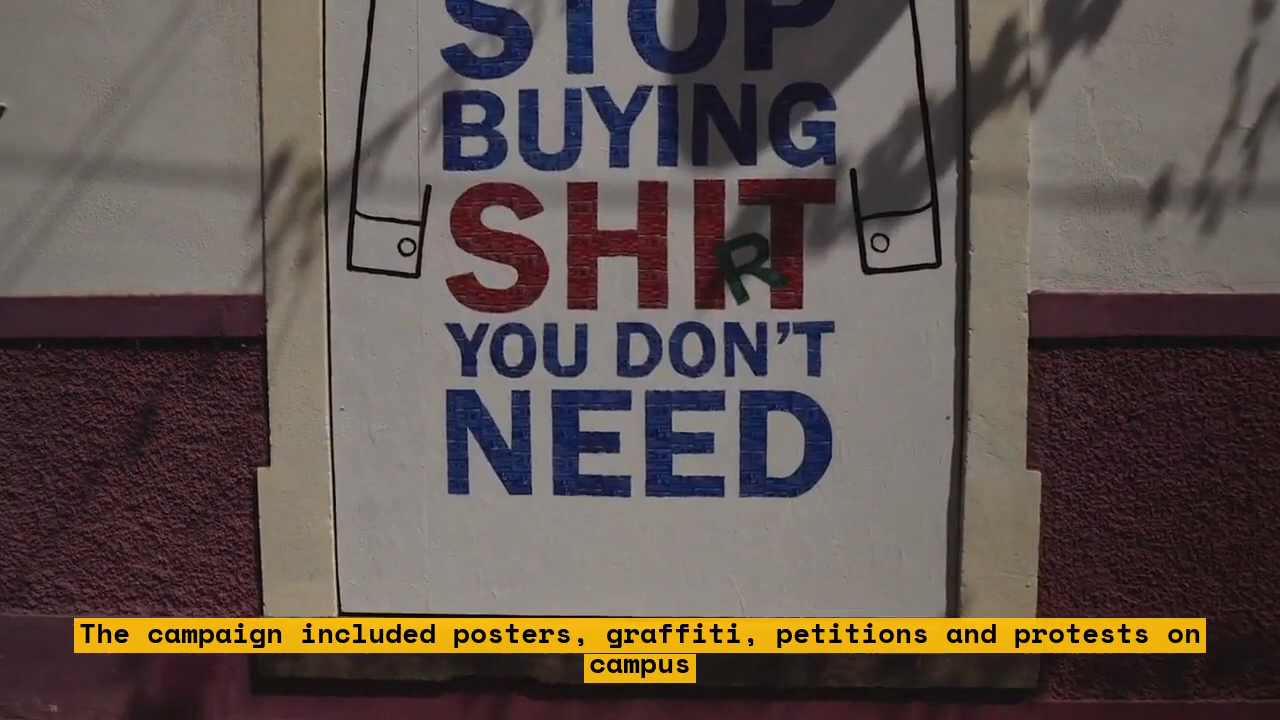 STOP
BUYING
SHIT
R
YOU DON'T
NEED
The campaign included posters, graffiti, petitions and protests on
campus